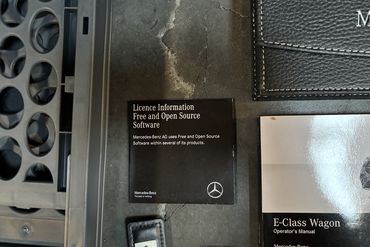 M
Licence Information
Free and Open Source
Software
Mercedes-Benz AG uses Free and Open Source
Software within several of its products.
Mercedes-Benz
E-Class Wagon
Operator's Manual